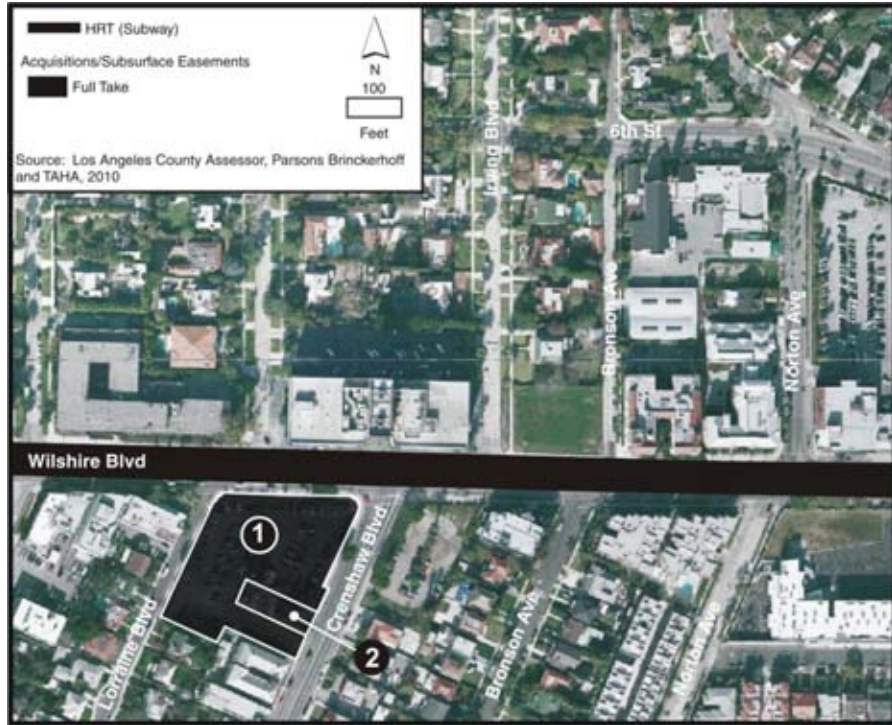 HRT (Subway)
Acquisitions/Subsurface Easements
Full Take
N
100
Feet
Source: Los Angeles County Assessor, Parsons Brinckerhoff
and TAHA, 2010
6th St
Irving Blvd
Bronson Ave
Norton Ave
Wilshire Blvd
1
Crenshaw Blvd
2
Lorraine Blvd
Bronson Ave
Norton Ave